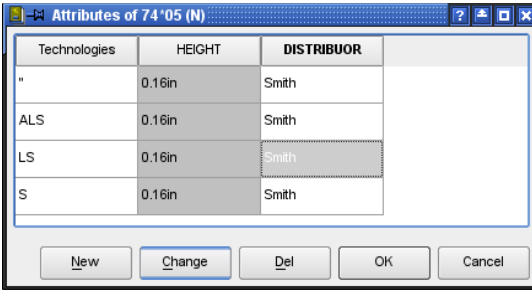 Attributes of 74*05 (N)
Technologies HEIGHT DISTRIBUOR
" 0.16in Smith
ALS 0.16in Smith
LS 0.16in Smith
S 0.16in Smith
New Change Del OK Cancel